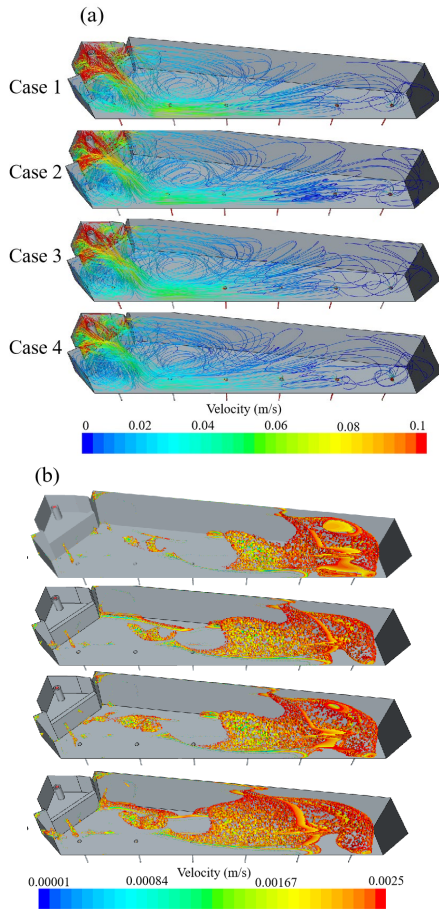 (a)
Case 1
Case 2
Case 3
Case 4
Velocity (m/s)
0 0.02 0.04 0.06 0.08 0.1
(b)
Velocity (m/s)
0.00001 0.00084 0.00167 0.0025